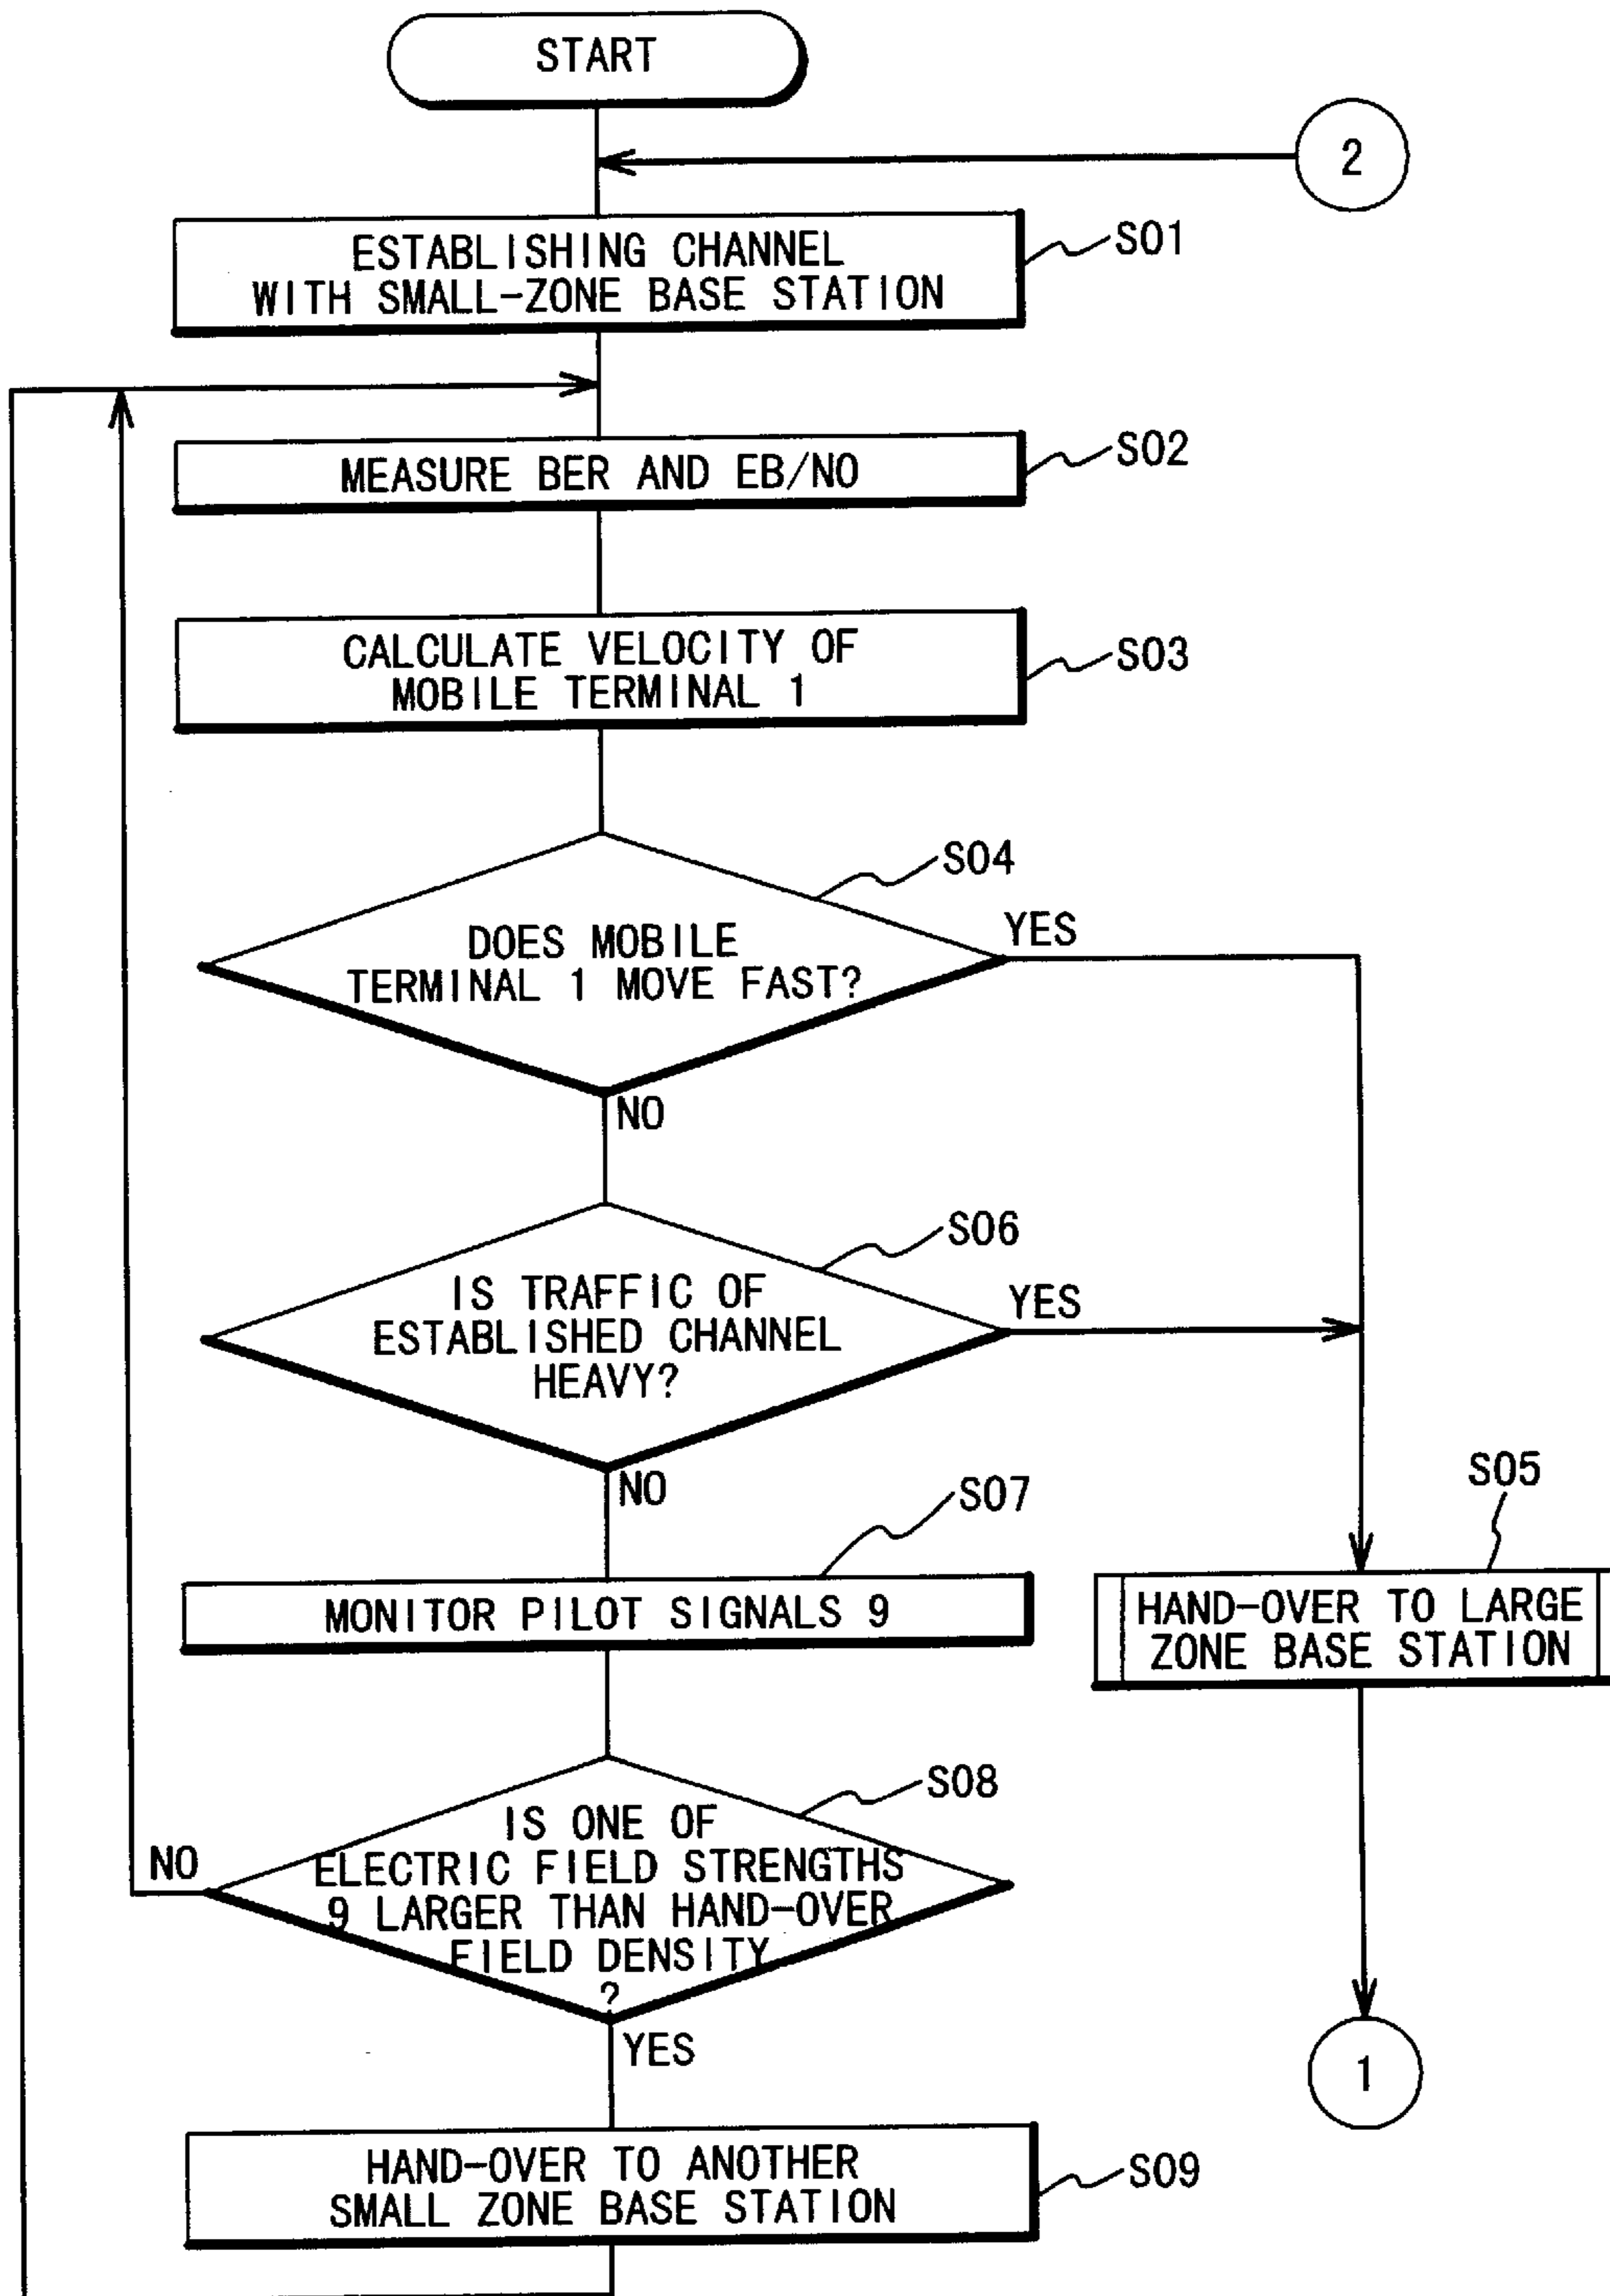 START
2
ESTABLISHING CHANNEL
WITH SMALL-ZONE BASE STATION
S01
MEASURE BER AND EB/NO
S02
CALCULATE VELOCITY OF
MOBILE TERMINAL 1
S03
S04
DOES MOBILE
TERMINAL 1 MOVE FAST?
YES
NO
S06
IS TRAFFIC OF
ESTABLISHED CHANNEL
HEAVY?
YES
NO
S05
S07
HAND-OVER TO LARGE
ZONE BASE STATION
MONITOR PILOT SIGNALS 9
S08
IS ONE OF
ELECTRIC FIELD STRENGTHS
9 LARGER THAN HAND-OVER
FIELD DENSITY
?
NO
YES
1
HAND-OVER TO ANOTHER
SMALL ZONE BASE STATION
S09